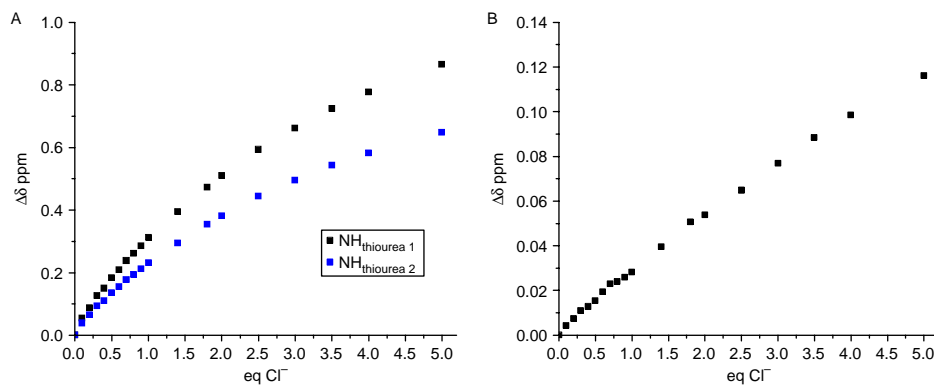 A
1.0
0.8
0.6
0.4
0.2
0.0
Δδ ppm
0.0 0.5 1.0 1.5 2.0 2.5 3.0 3.5 4.0 4.5 5.0
eq Cl⁻
NHthiourea 1
NHthiourea 2
B
0.14
0.12
0.10
0.08
0.06
0.04
0.02
0.00
Δδ ppm
0.0 0.5 1.0 1.5 2.0 2.5 3.0 3.5 4.0 4.5 5.0
eq Cl⁻